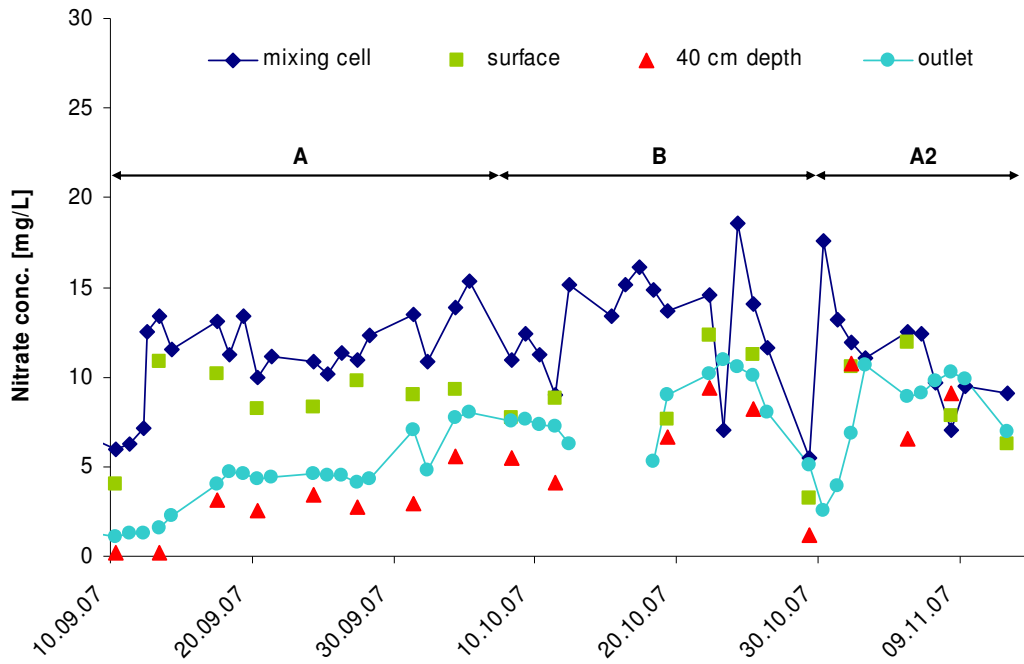 30
mixing cell surface 40 cm depth outlet
25
A B A2
20
15
10
5
0
Nitrate conc. [mg/L]
10.09.07 20.09.07 30.09.07 10.10.07 20.10.07 30.10.07 09.11.07